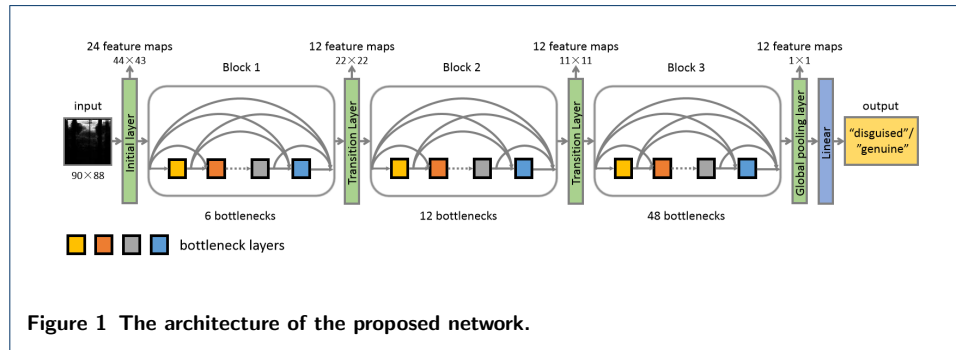 24 feature maps
44×43
Block 1
12 feature maps
22×22
Block 2
12 feature maps
11×11
Block 3
12 feature maps
1×1
input
90×88
Initial layer
Transition Layer
Transition Layer
Global pooling layer
Linear
output
“disguised”/
"genuine"
6 bottlenecks
12 bottlenecks
48 bottlenecks
bottleneck layers
Figure 1 The architecture of the proposed network.